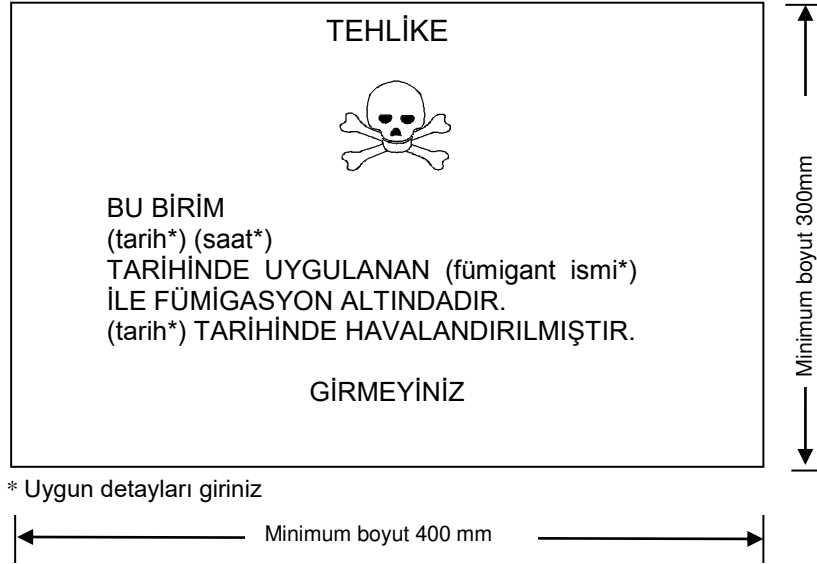 TEHLİKE
BU BİRİM
(tarih*) (saat*)
TARİHİNDE UYGULANAN (fümigant ismi*)
İLE FÜMİGASYON ALTINDADIR.
(tarih*) TARİHİNDE HAVALANDIRILMIŞTIR.
GİRMEYİNİZ
Minimum boyut 300mm
* Uygun detayları giriniz
Minimum boyut 400 mm